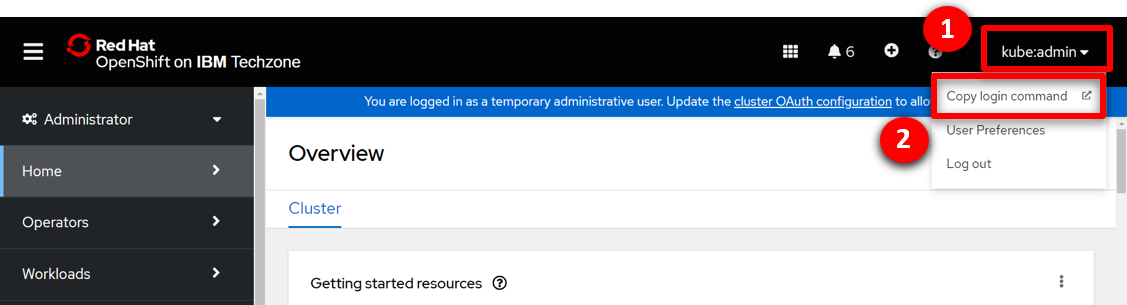 1
Red Hat
OpenShift on IBM Techzone
6
kube:admin
You are logged in as a temporary administrative user. Update the cluster OAuth configuration to allo
Copy login command
2
User Preferences
Log out
Administrator
Home
Operators
Workloads
Overview
Cluster
Getting started resources